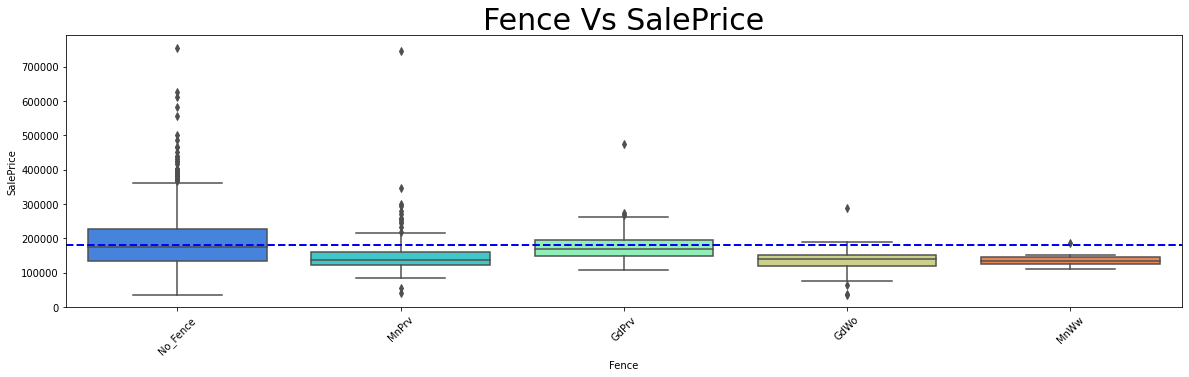 Fence Vs SalePrice
SalePrice
700000
600000
500000
400000
300000
200000
100000
0
No_Fence
MnPrv
GdPrv
GdWo
MnWw
Fence